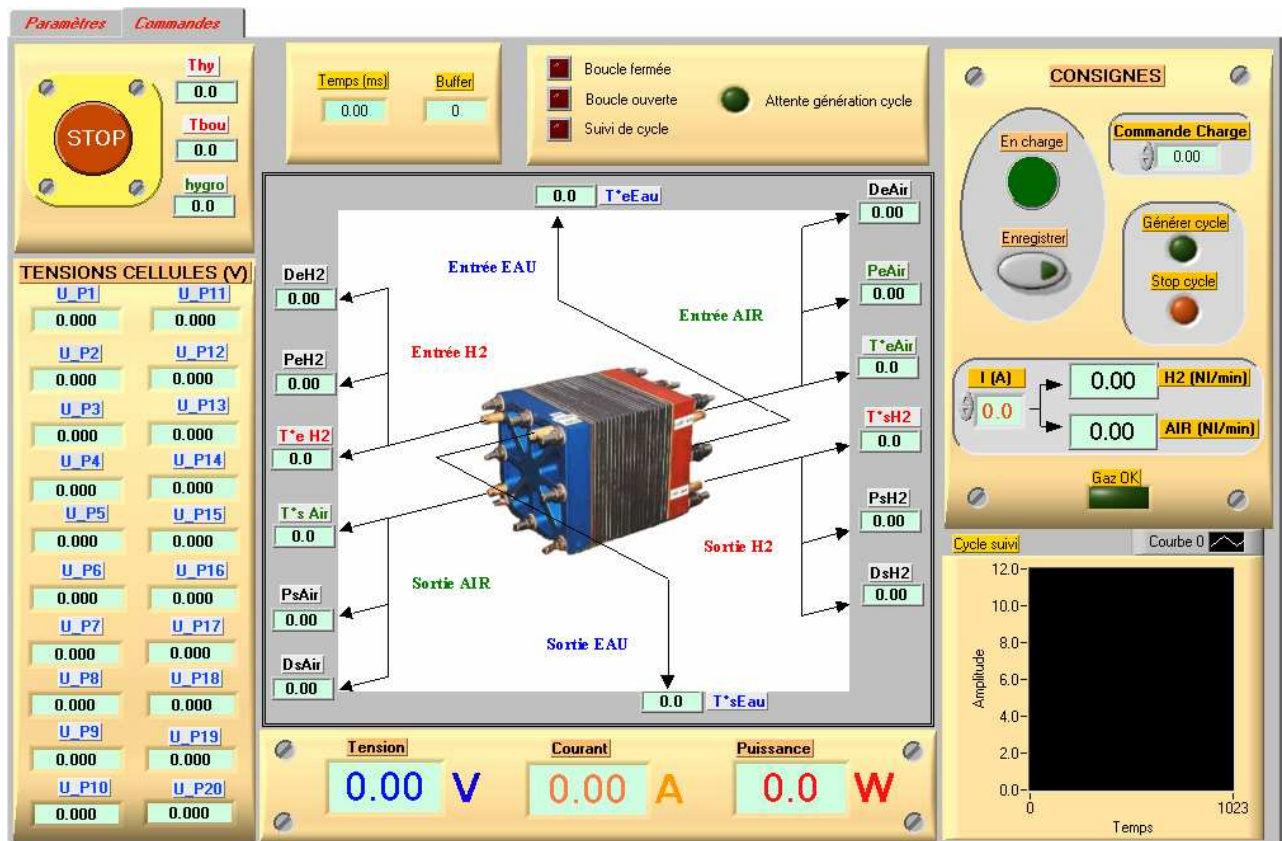 Paramètres
Commandes
STOP
Thy
0.0
Tbou
0.0
hygro
0.0
Temps (ms)
0.00
Buffer
0
Boucle fermée
Boucle ouverte
Suivi de cycle
Attente génération cycle
CONSIGNES
En charge
Enregistrer
Commande Charge
0.00
Générer cycle
Stop cycle
I (A)
0.0
0.00
H2 (Nl/min)
0.00
AIR (Nl/min)
Gaz OK
TENSIONS CELLULES (V)
U_P1 U_P11
0.000 0.000
U_P2 U_P12
0.000 0.000
U_P3 U_P13
0.000 0.000
U_P4 U_P14
0.000 0.000
U_P5 U_P15
0.000 0.000
U_P6 U_P16
0.000 0.000
U_P7 U_P17
0.000 0.000
U_P8 U_P18
0.000 0.000
U_P9 U_P19
0.000 0.000
U_P10 U_P20
0.000 0.000
0.0 T°eEau
Entrée EAU
DeH2
0.00
PeH2
0.00
Entrée H2
T°e H2
0.0
T°s Air
0.0
Sortie AIR
PsAir
0.00
DsAir
0.00
DeAir
0.00
PeAir
0.00
Entrée AIR
T°eAir
0.0
T°sH2
0.0
PsH2
0.00
Sortie H2
DsH2
0.00
Sortie EAU
0.0 T°sEau
Tension
0.00 V
Courant
0.00 A
Puissance
0.0 W
Cycle suivi
Courbe 0
Amplitude
12.0
10.0
8.0
6.0
4.0
2.0
0.0
0 1023
Temps